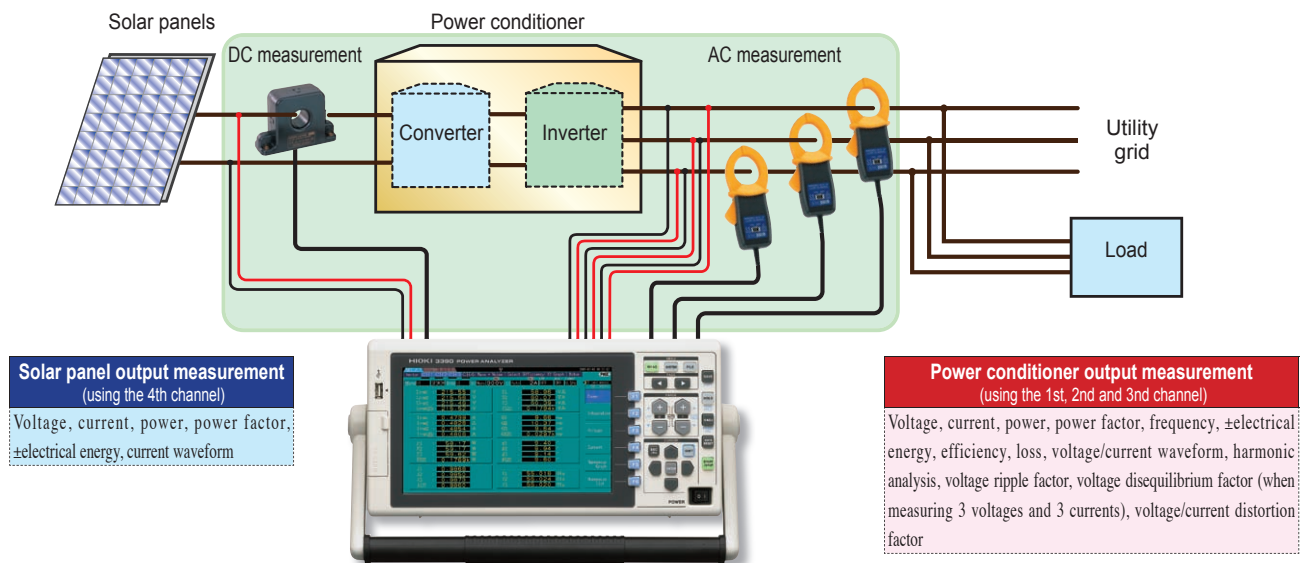 Solar panels
Power conditioner
DC measurement
AC measurement
Converter
Inverter
Utility
grid
Load
HIOKI 3390 POWER ANALYZER
POWER
Solar panel output measurement
(using the 4th channel)
Voltage, current, power, power factor,
±electrical energy, current waveform
Power conditioner output measurement
(using the 1st, 2nd and 3nd channel)
Voltage, current, power, power factor, frequency, ±electrical
energy, efficiency, loss, voltage/current waveform, harmonic
analysis, voltage ripple factor, voltage disequilibrium factor (when
measuring 3 voltages and 3 currents), voltage/current distortion
factor